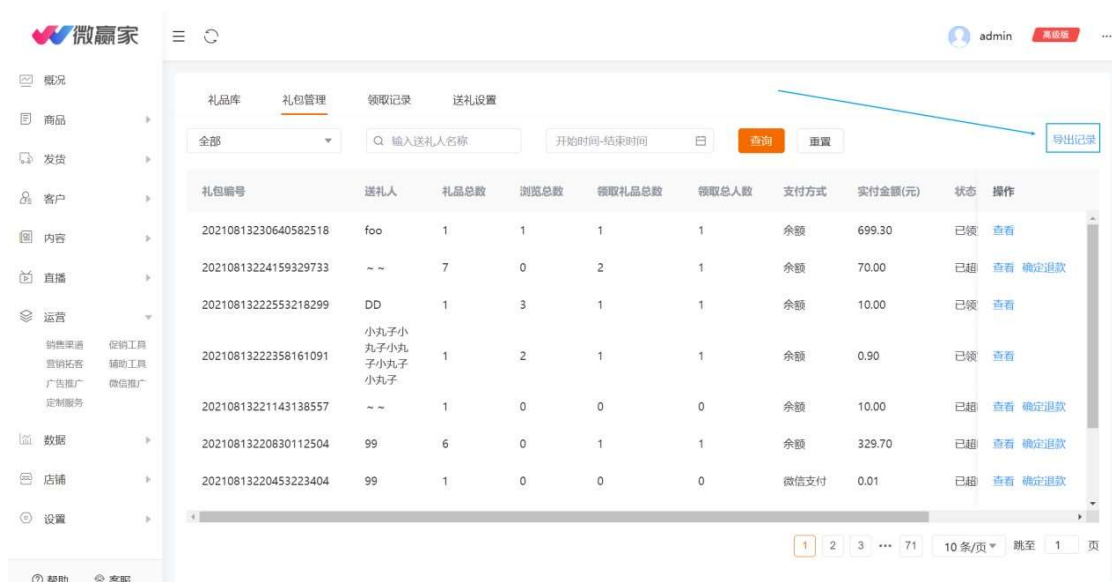 微赢家
admin
高级版
...
概况
商品
发货
客户
内容
直播
运营
销售渠道 促销工具
营销拓客 辅助工具
广告推广 微信推广
定制服务
数据
店铺
设置
帮助 客服
礼品库 礼包管理 领取记录 送礼设置
全部 输入送礼人名称 开始时间-结束时间 查询 重置 导出记录
礼包编号 送礼人 礼品总数 浏览总数 领取礼品总数 领取总人数 支付方式 实付金额(元) 状态 操作
20210813230640582518 foo 1 1 1 1 余额 699.30 已领 查看
20210813224159329733 ~ ~ 7 0 2 1 余额 70.00 已超 查看 确定退款
20210813222553218299 DD 1 3 1 1 余额 10.00 已领 查看
20210813222358161091 小丸子小丸子小丸子小丸子小丸子 1 2 1 1 余额 0.90 已领 查看
20210813221143138557 ~ ~ 1 0 0 0 余额 10.00 已超 查看 确定退款
20210813220830112504 99 6 0 1 1 余额 329.70 已超 查看 确定退款
20210813220453223404 99 1 0 0 0 微信支付 0.01 已超 查看 确定退款
1 2 3 ••• 71 10 条/页 跳至 1 页